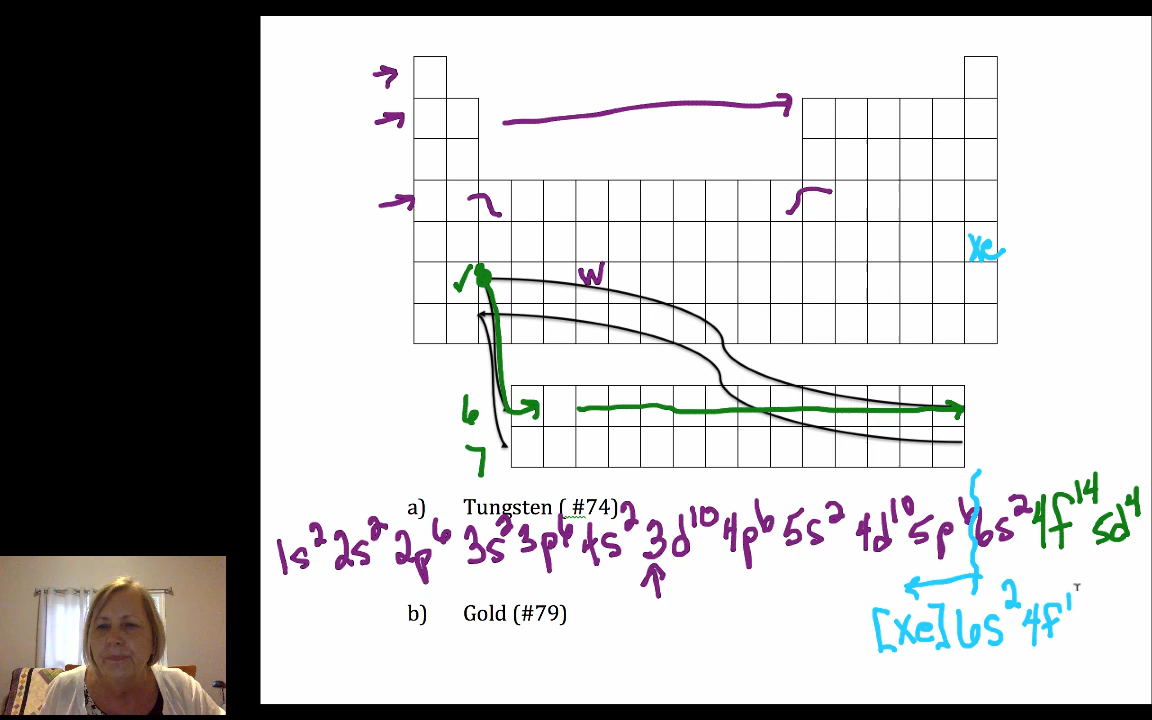 Xe
W
6
7
a) Tungsten ( #74)
1s² 2s² 2p⁶ 3s² 3p⁶ 4s² 3d¹⁰ 4p⁶ 5s² 4d¹⁰ 5p⁶ 6s² 4f¹⁴ 5d⁴
b) Gold (#79)
[Xe] 6s² 4f¹